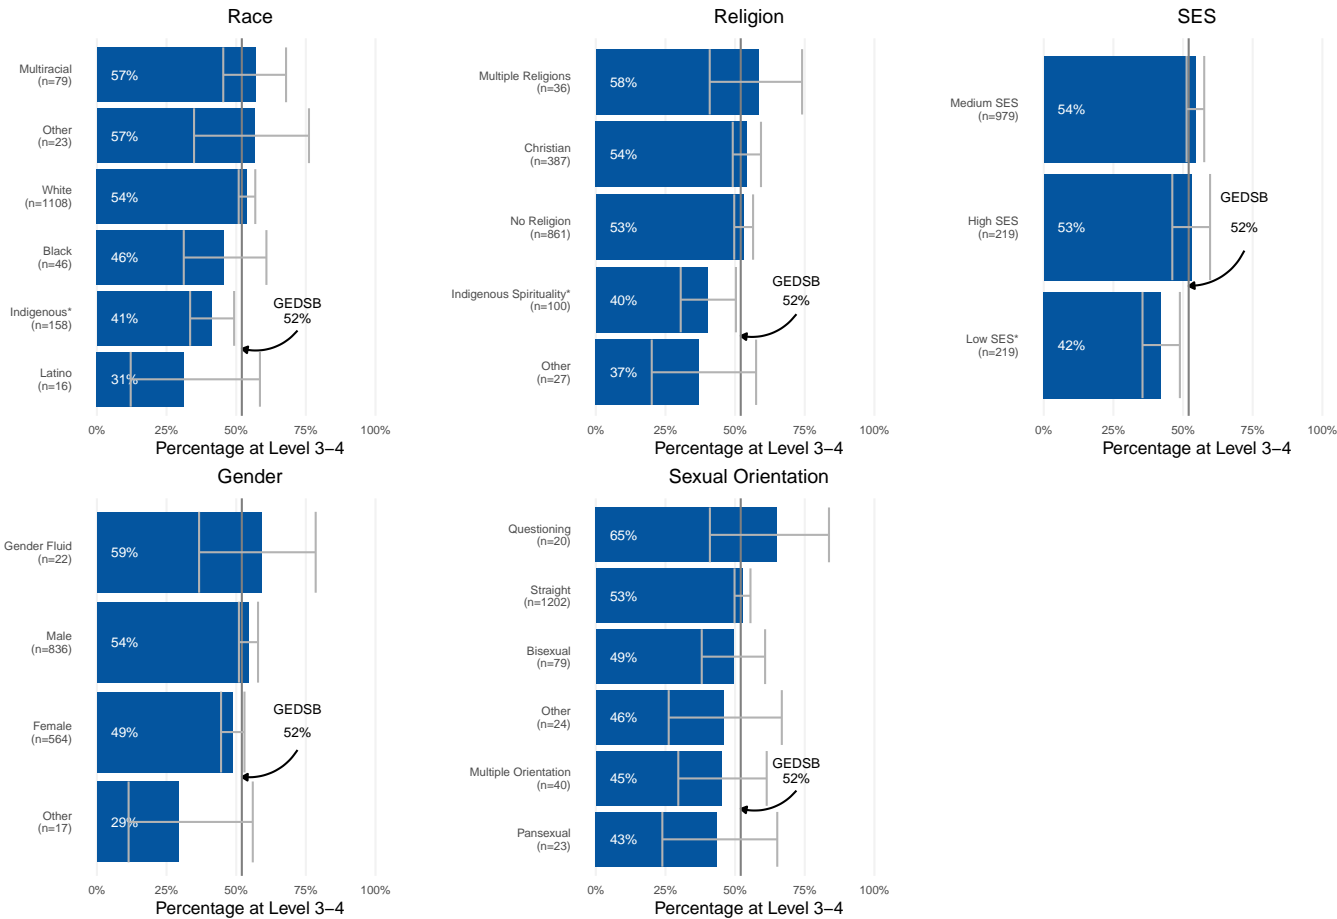 Race
Multiracial
(n=79)
57%
Other
(n=23)
57%
White
(n=1108)
54%
Black
(n=46)
46%
Indigenous*
(n=158)
41%
GEDSB
52%
Latino
(n=16)
31%
0% 25% 50% 75% 100%
Percentage at Level 3−4
Religion
Multiple Religions
(n=36)
58%
Christian
(n=387)
54%
No Religion
(n=861)
53%
Indigenous Spirituality*
(n=100)
40%
GEDSB
52%
Other
(n=27)
37%
0% 25% 50% 75% 100%
Percentage at Level 3−4
SES
Medium SES
(n=979)
54%
High SES
(n=219)
53%
GEDSB
52%
Low SES*
(n=219)
42%
0% 25% 50% 75% 100%
Percentage at Level 3−4
Gender
Gender Fluid
(n=22)
59%
Male
(n=836)
54%
Female
(n=564)
49%
GEDSB
52%
Other
(n=17)
29%
0% 25% 50% 75% 100%
Percentage at Level 3−4
Sexual Orientation
Questioning
(n=20)
65%
Straight
(n=1202)
53%
Bisexual
(n=79)
49%
Other
(n=24)
46%
Multiple Orientation
(n=40)
45%
GEDSB
52%
Pansexual
(n=23)
43%
0% 25% 50% 75% 100%
Percentage at Level 3−4